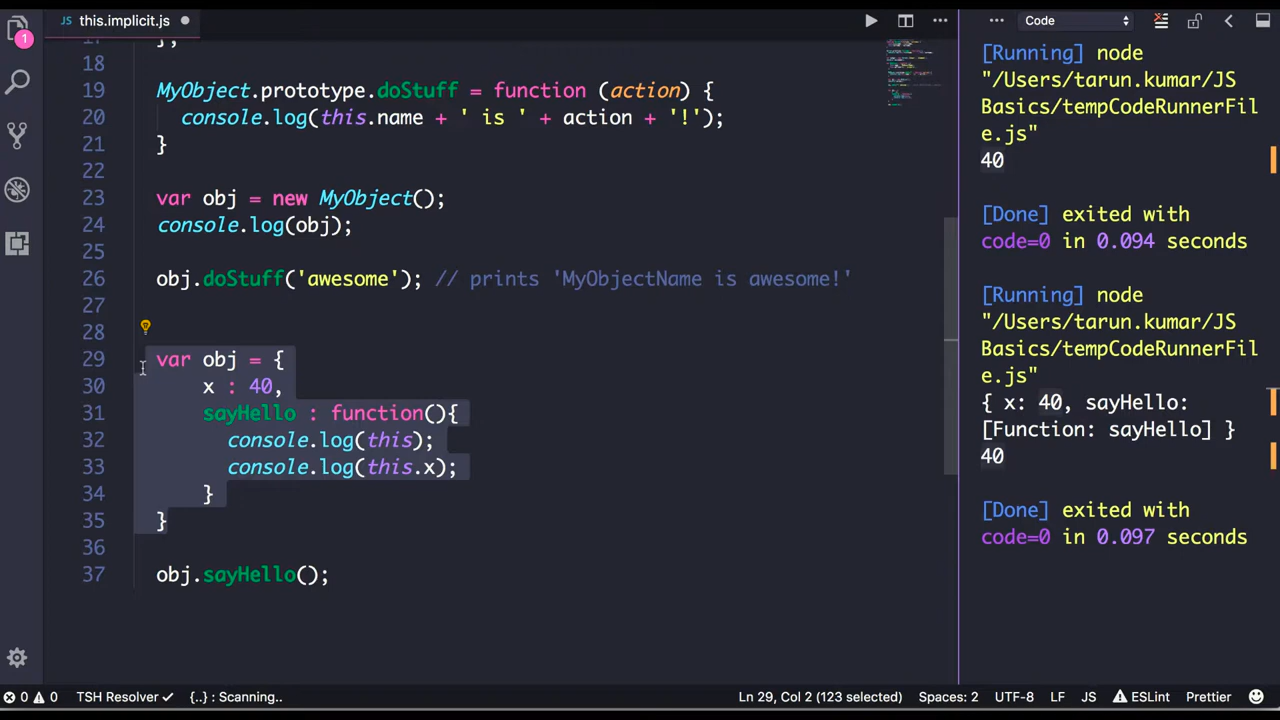 JS this.implicit.js
Code
1
17 };
18
19 MyObject.prototype.doStuff = function (action) {
20 console.log(this.name + ' is ' + action + '!');
21 }
22
23 var obj = new MyObject();
24 console.log(obj);
25
26 obj.doStuff('awesome'); // prints 'MyObjectName is awesome!'
27
28
29 var obj = {
30 x : 40,
31 sayHello : function(){
32 console.log(this);
33 console.log(this.x);
34 }
35 }
36
37 obj.sayHello();
[Running] node
"/Users/tarun.kumar/JS
Basics/tempCodeRunnerFil
e.js"
40
[Done] exited with
code=0 in 0.094 seconds
[Running] node
"/Users/tarun.kumar/JS
Basics/tempCodeRunnerFil
e.js"
{ x: 40, sayHello:
[Function: sayHello] }
40
[Done] exited with
code=0 in 0.097 seconds
0 0 TSH Resolver {..} : Scanning.. Ln 29, Col 2 (123 selected) Spaces: 2 UTF-8 LF JS ESLint Prettier